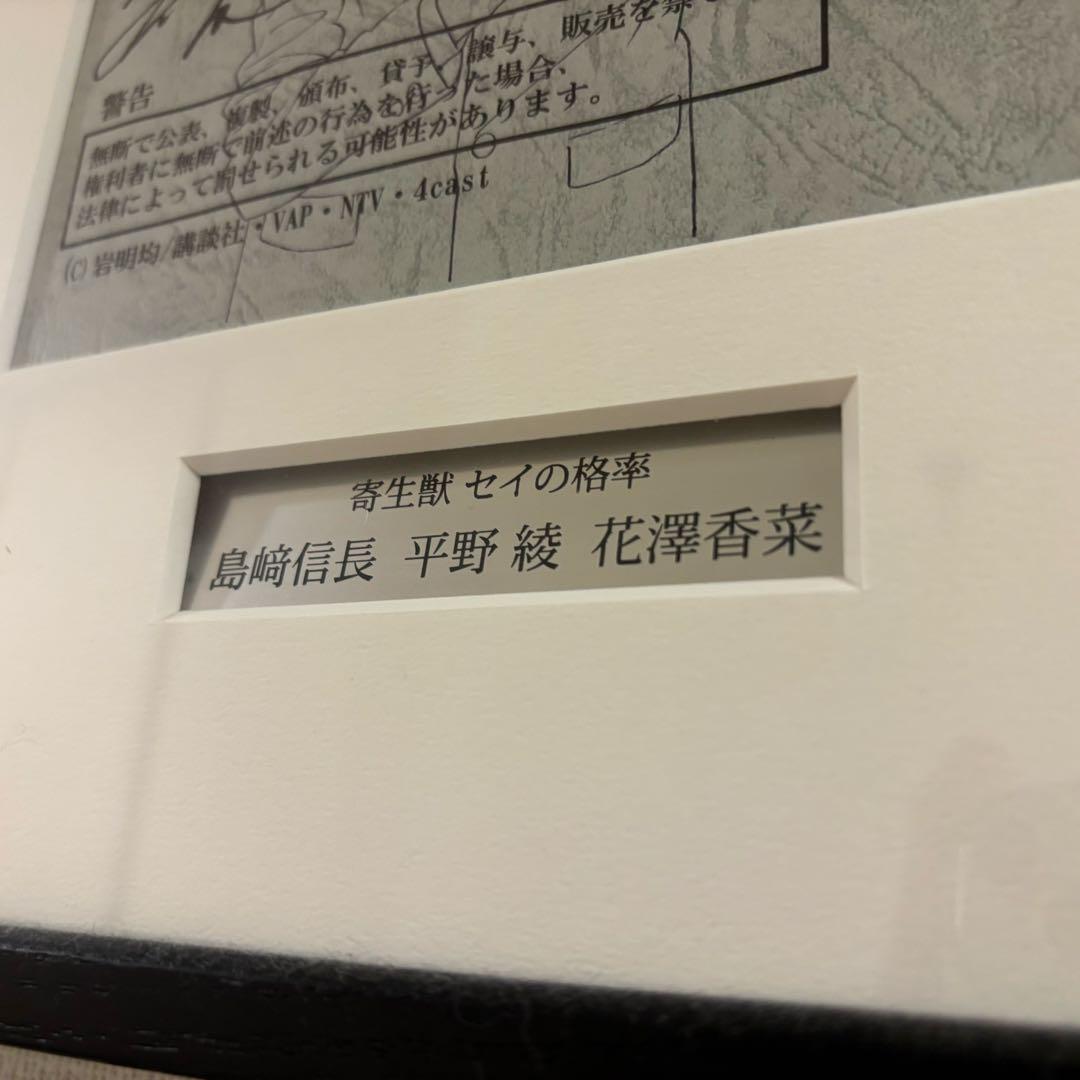 警告
無断で公表、複製、頒布、貸予、譲与、販売を禁
権利者に無断で前述の行為を行った場合、
法律によって罰せられる可能性があります。
(C) 岩明均/講談社・VAP・NTV・4cast
寄生獣 セイの格率
島﨑信長 平野 綾 花澤香菜